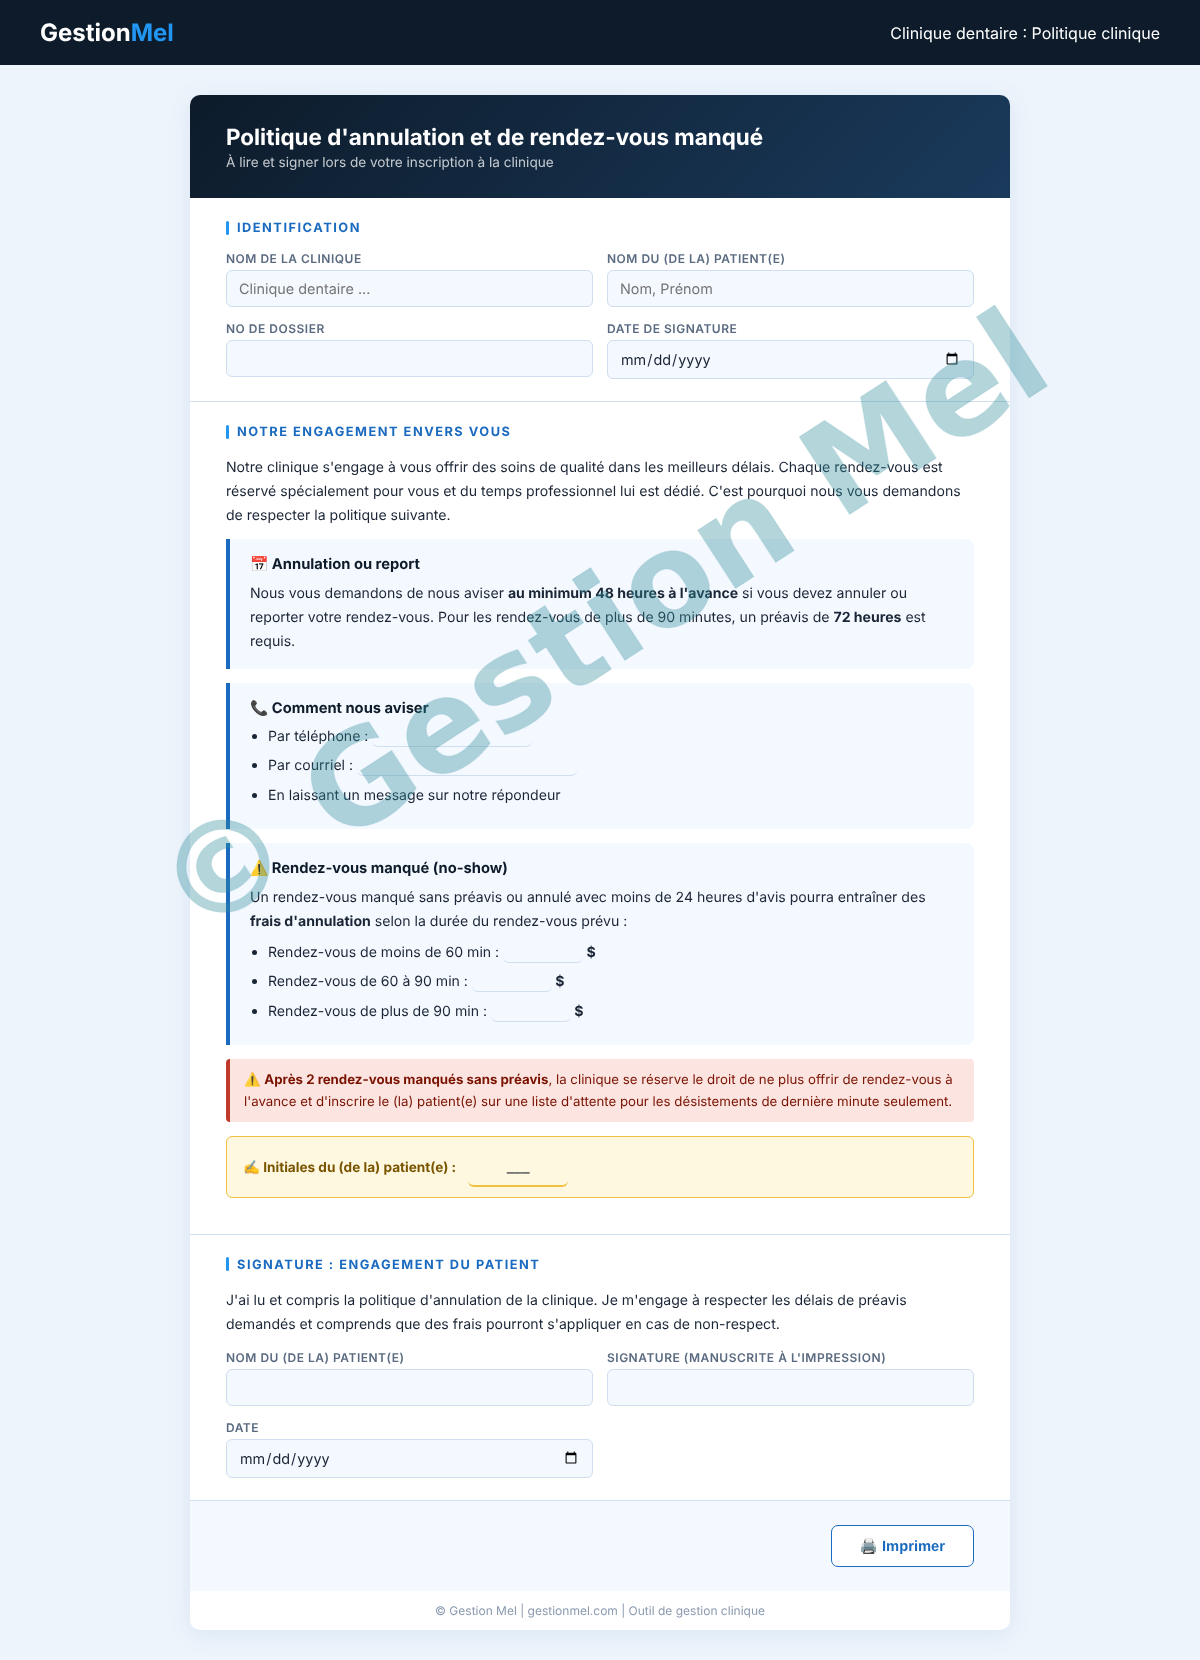 GestionMel
Clinique dentaire : Politique clinique
Politique d'annulation et de rendez-vous manqué
À lire et signer lors de votre inscription à la clinique
IDENTIFICATION
NOM DE LA CLINIQUE
Clinique dentaire ...
NOM DU (DE LA) PATIENT(E)
Nom, Prénom
NO DE DOSSIER
DATE DE SIGNATURE
mm/dd/yyyy
NOTRE ENGAGEMENT ENVERS VOUS
Notre clinique s'engage à vous offrir des soins de qualité dans les meilleurs délais. Chaque rendez-vous est
réservé spécialement pour vous et du temps professionnel lui est dédié. C'est pourquoi nous vous demandons
de respecter la politique suivante.
📅 Annulation ou report
Nous vous demandons de nous aviser au minimum 48 heures à l'avance si vous devez annuler ou
reporter votre rendez-vous. Pour les rendez-vous de plus de 90 minutes, un préavis de 72 heures est
requis.
📞 Comment nous aviser
• Par téléphone :
• Par courriel :
• En laissant un message sur notre répondeur
⚠️ Rendez-vous manqué (no-show)
Un rendez-vous manqué sans préavis ou annulé avec moins de 24 heures d'avis pourra entraîner des
frais d'annulation selon la durée du rendez-vous prévu :
• Rendez-vous de moins de 60 min : $
• Rendez-vous de 60 à 90 min : $
• Rendez-vous de plus de 90 min : $
⚠️ Après 2 rendez-vous manqués sans préavis, la clinique se réserve le droit de ne plus offrir de rendez-vous à
l'avance et d'inscrire le (la) patient(e) sur une liste d'attente pour les désistements de dernière minute seulement.
✍️ Initiales du (de la) patient(e) : ___
SIGNATURE : ENGAGEMENT DU PATIENT
J'ai lu et compris la politique d'annulation de la clinique. Je m'engage à respecter les délais de préavis
demandés et comprends que des frais pourront s'appliquer en cas de non-respect.
NOM DU (DE LA) PATIENT(E)
SIGNATURE (MANUSCRITE À L'IMPRESSION)
DATE
mm/dd/yyyy
🖨️ Imprimer
© Gestion Mel | gestionmel.com | Outil de gestion clinique
© Gestion Mel